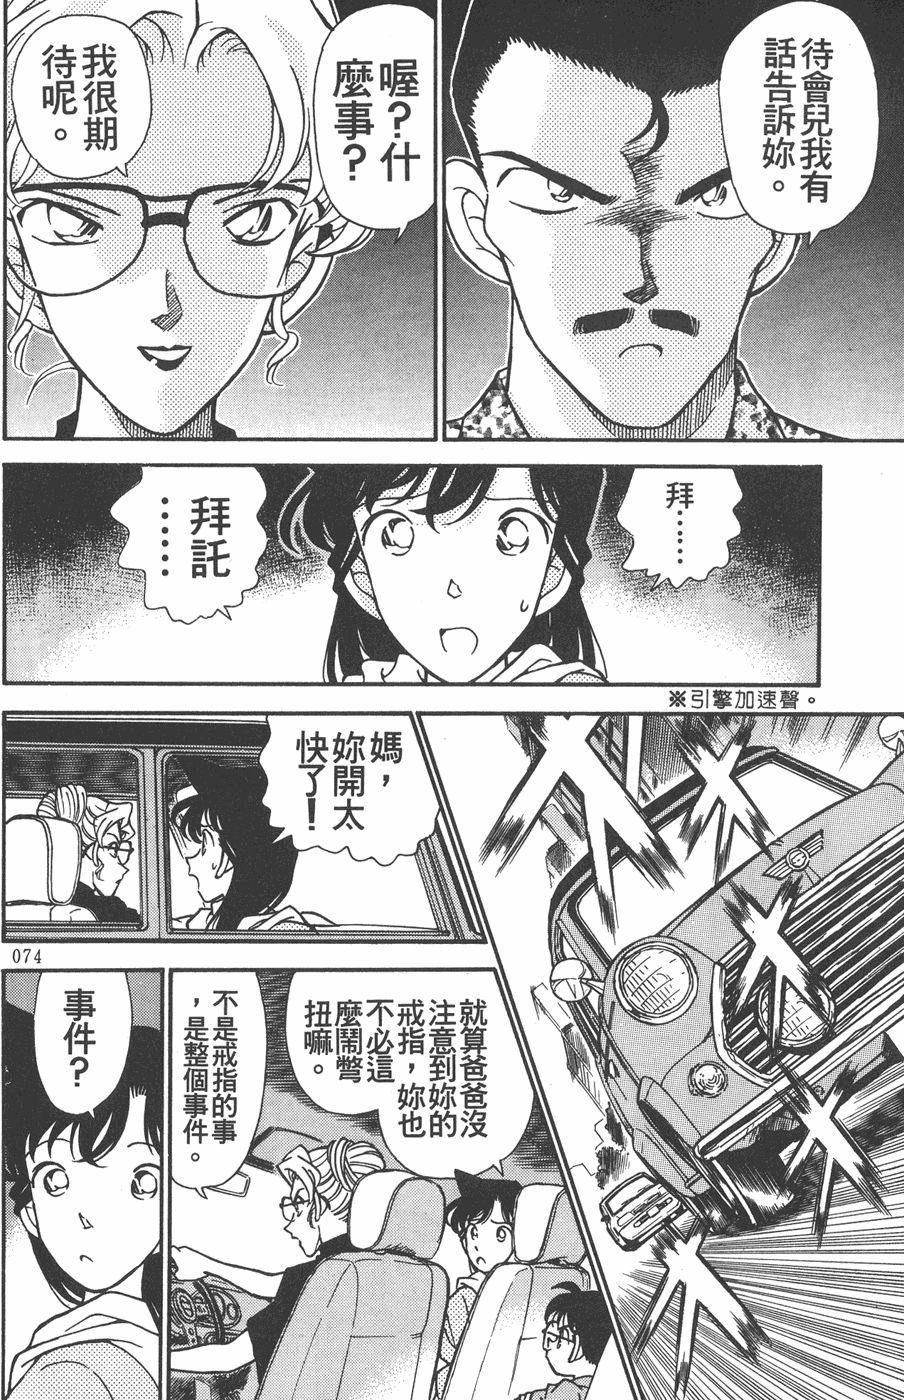 待會兒我有
話告訴妳。
喔？什
麼事？
我很期
待呢。
拜……
拜託
……
※引擎加速聲。
媽，
妳開太
快了！
就算爸爸沒
注意到妳的
戒指，妳也
不必這
麼鬧彆
扭嘛。
不是戒指的事
，是整個事件。
事件？
074